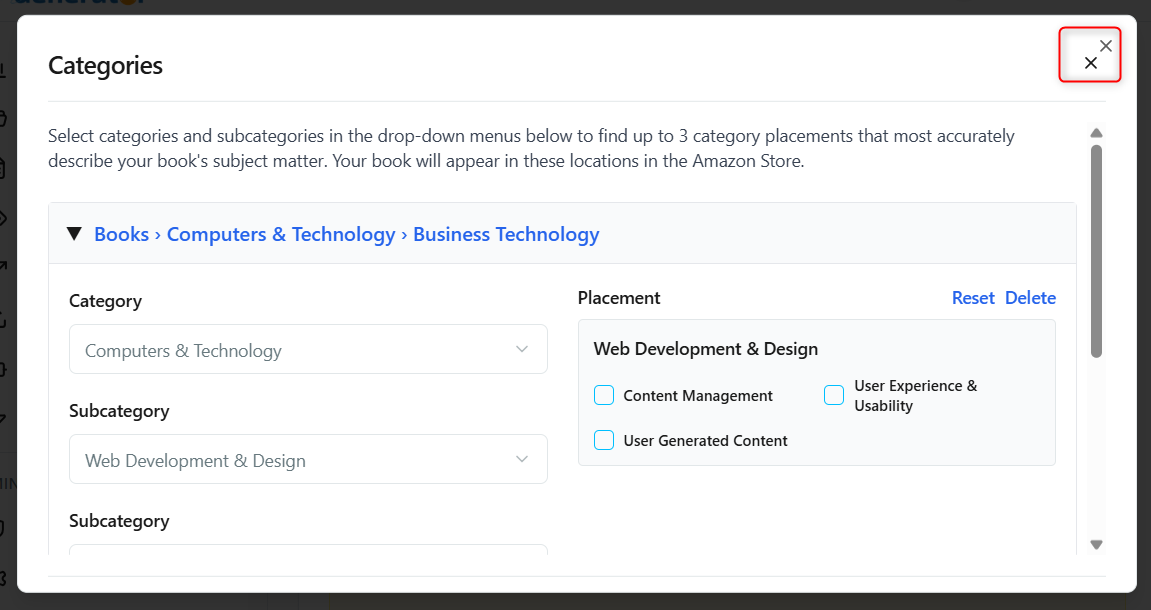 Categories
Select categories and subcategories in the drop-down menus below to find up to 3 category placements that most accurately
describe your book's subject matter. Your book will appear in these locations in the Amazon Store.
Books › Computers & Technology › Business Technology
Category
Computers & Technology
Subcategory
Web Development & Design
Subcategory
Placement
Reset Delete
Web Development & Design
Content Management
User Experience &
Usability
User Generated Content